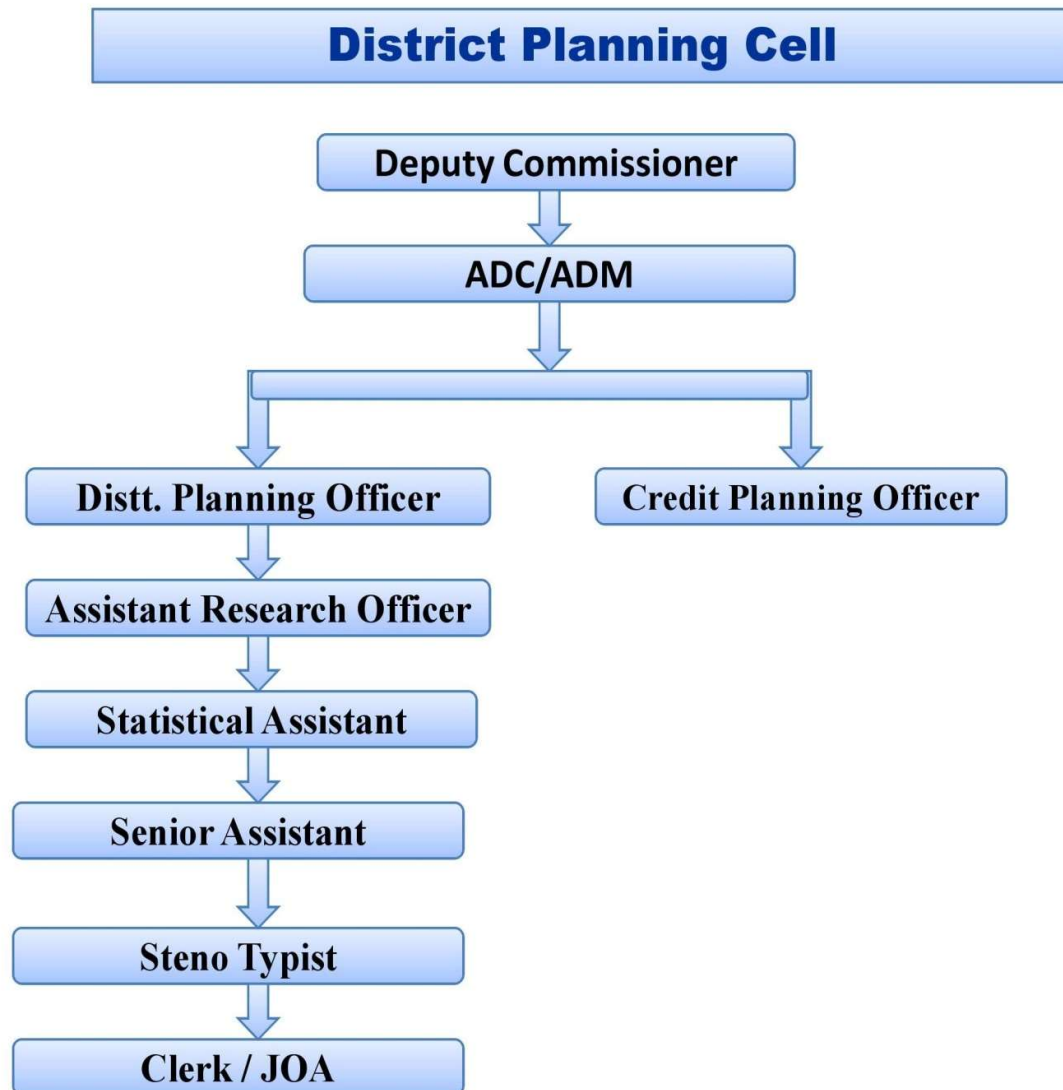 District Planning Cell
Deputy Commissioner
ADC/ADM
Distt. Planning Officer
Credit Planning Officer
Assistant Research Officer
Statistical Assistant
Senior Assistant
Steno Typist
Clerk / JOA